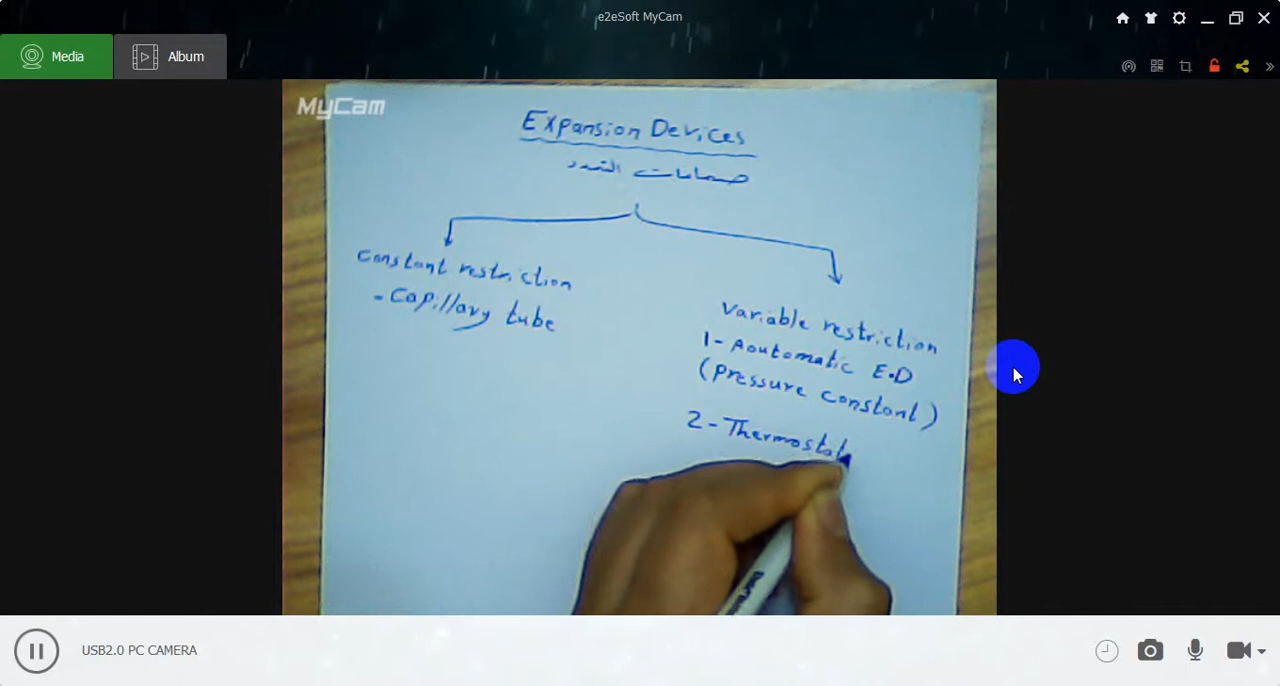 e2eSoft MyCam
Media
Album
MyCam
Expansion Devices
صمامات التمدد
Constant restriction
- Capillary tube
Variable restriction
1- Aoutomatic E.D
(Pressure constant)
2- Thermostat
USB2.0 PC CAMERA